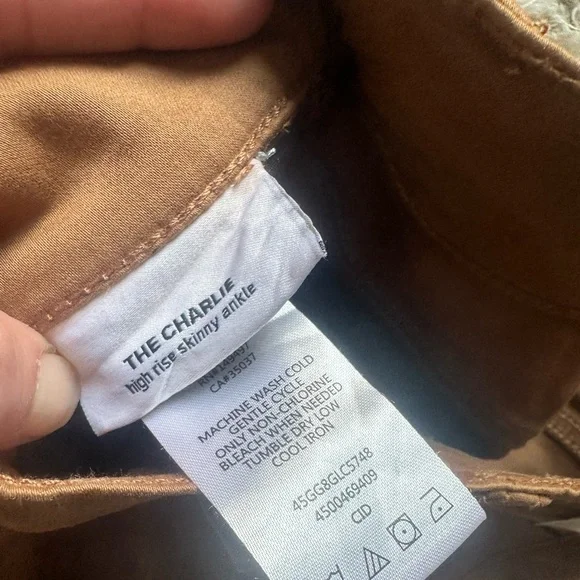 THE CHARLIE
high rise skinny ankle
CA#35037
MACHINE WASH COLD
GENTLE CYCLE
ONLY NON-CHLORINE
BLEACH WHEN NEEDED
TUMBLE DRY LOW
COOL IRON
45GG8GLC5748
4500469409
CID